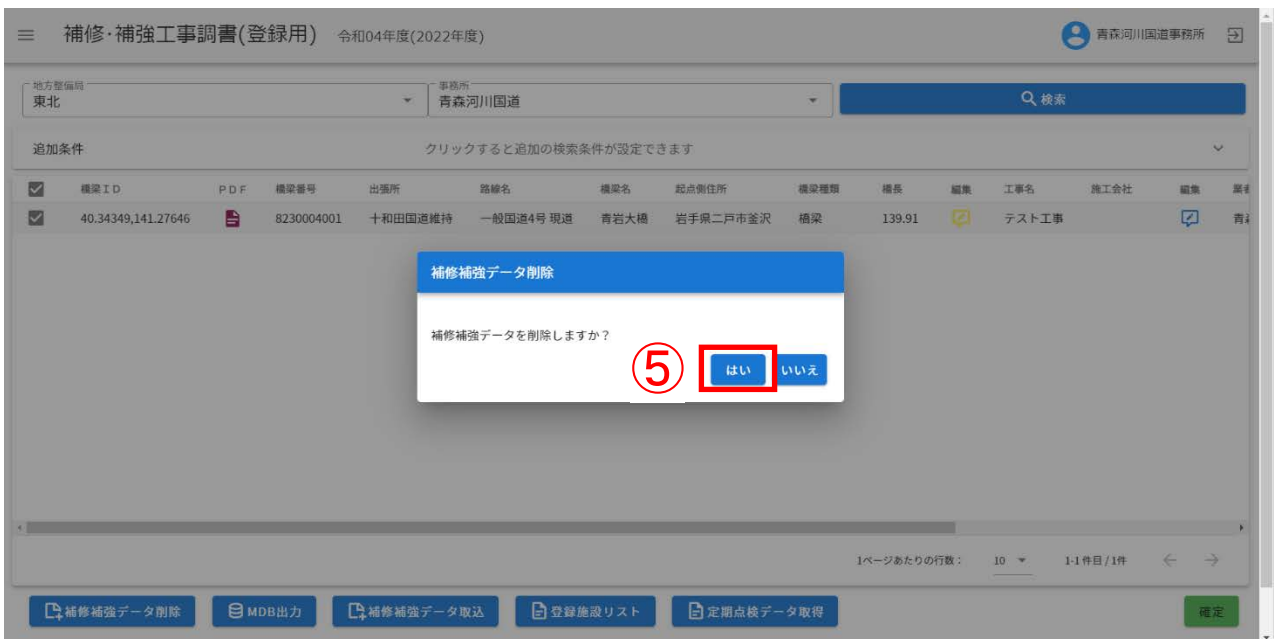 補修・補強工事調書(登録用) 令和04年度(2022年度) 青森河川国道事務所
地方整備局 事務所
東北 青森河川国道 検索
追加条件 クリックすると追加の検索条件が設定できます
橋梁ID PDF 橋梁番号 出張所 路線名 橋梁名 起点側住所 橋梁種類 橋長 編集 工事名 施工会社 編集
40.34349,141.27646 8230004001 十和田国道維持 一般国道4号 現道 青岩大橋 岩手県二戸市釜沢 橋梁 139.91 テスト工事
補修補強データ削除
補修補強データを削除しますか？
⑤ はい いいえ
1ページあたりの行数： 10 1-1 件目 / 1件
補修補強データ削除 MDB出力 補修補強データ取込 登録施設リスト 定期点検データ取得 確定